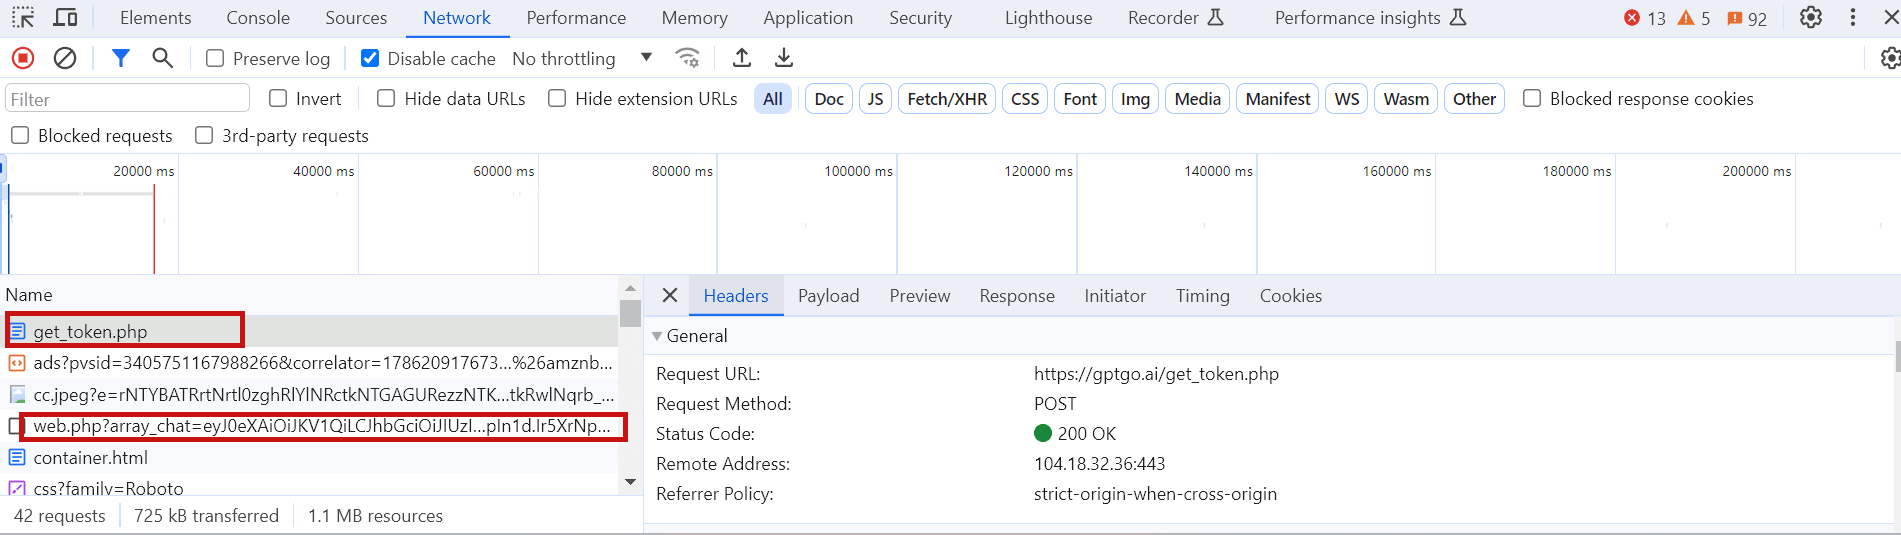 Elements Console Sources Network Performance Memory Application Security Lighthouse Recorder Performance insights 13 5 92
Preserve log Disable cache No throttling
Filter Invert Hide data URLs Hide extension URLs All Doc JS Fetch/XHR CSS Font Img Media Manifest WS Wasm Other Blocked response cookies
Blocked requests 3rd-party requests
20000 ms 40000 ms 60000 ms 80000 ms 100000 ms 120000 ms 140000 ms 160000 ms 180000 ms 200000 ms
Name
get_token.php
ads?pvsid=3405751167988266&correlator=178620917673...%26amznb...
cc.jpeg?e=rNTYBATRrtNrtl0zghRlYlNRctkNTGAGURezzNTK...tkRwlNqrb_...
web.php?array_chat=eyJ0eXAiOiJKV1QiLCJhbGciOiJIUzI...pIn1d.Ir5XrNp...
container.html
css?family=Roboto
42 requests 725 kB transferred 1.1 MB resources
Headers Payload Preview Response Initiator Timing Cookies
General
Request URL: https://gptgo.ai/get_token.php
Request Method: POST
Status Code: 200 OK
Remote Address: 104.18.32.36:443
Referrer Policy: strict-origin-when-cross-origin